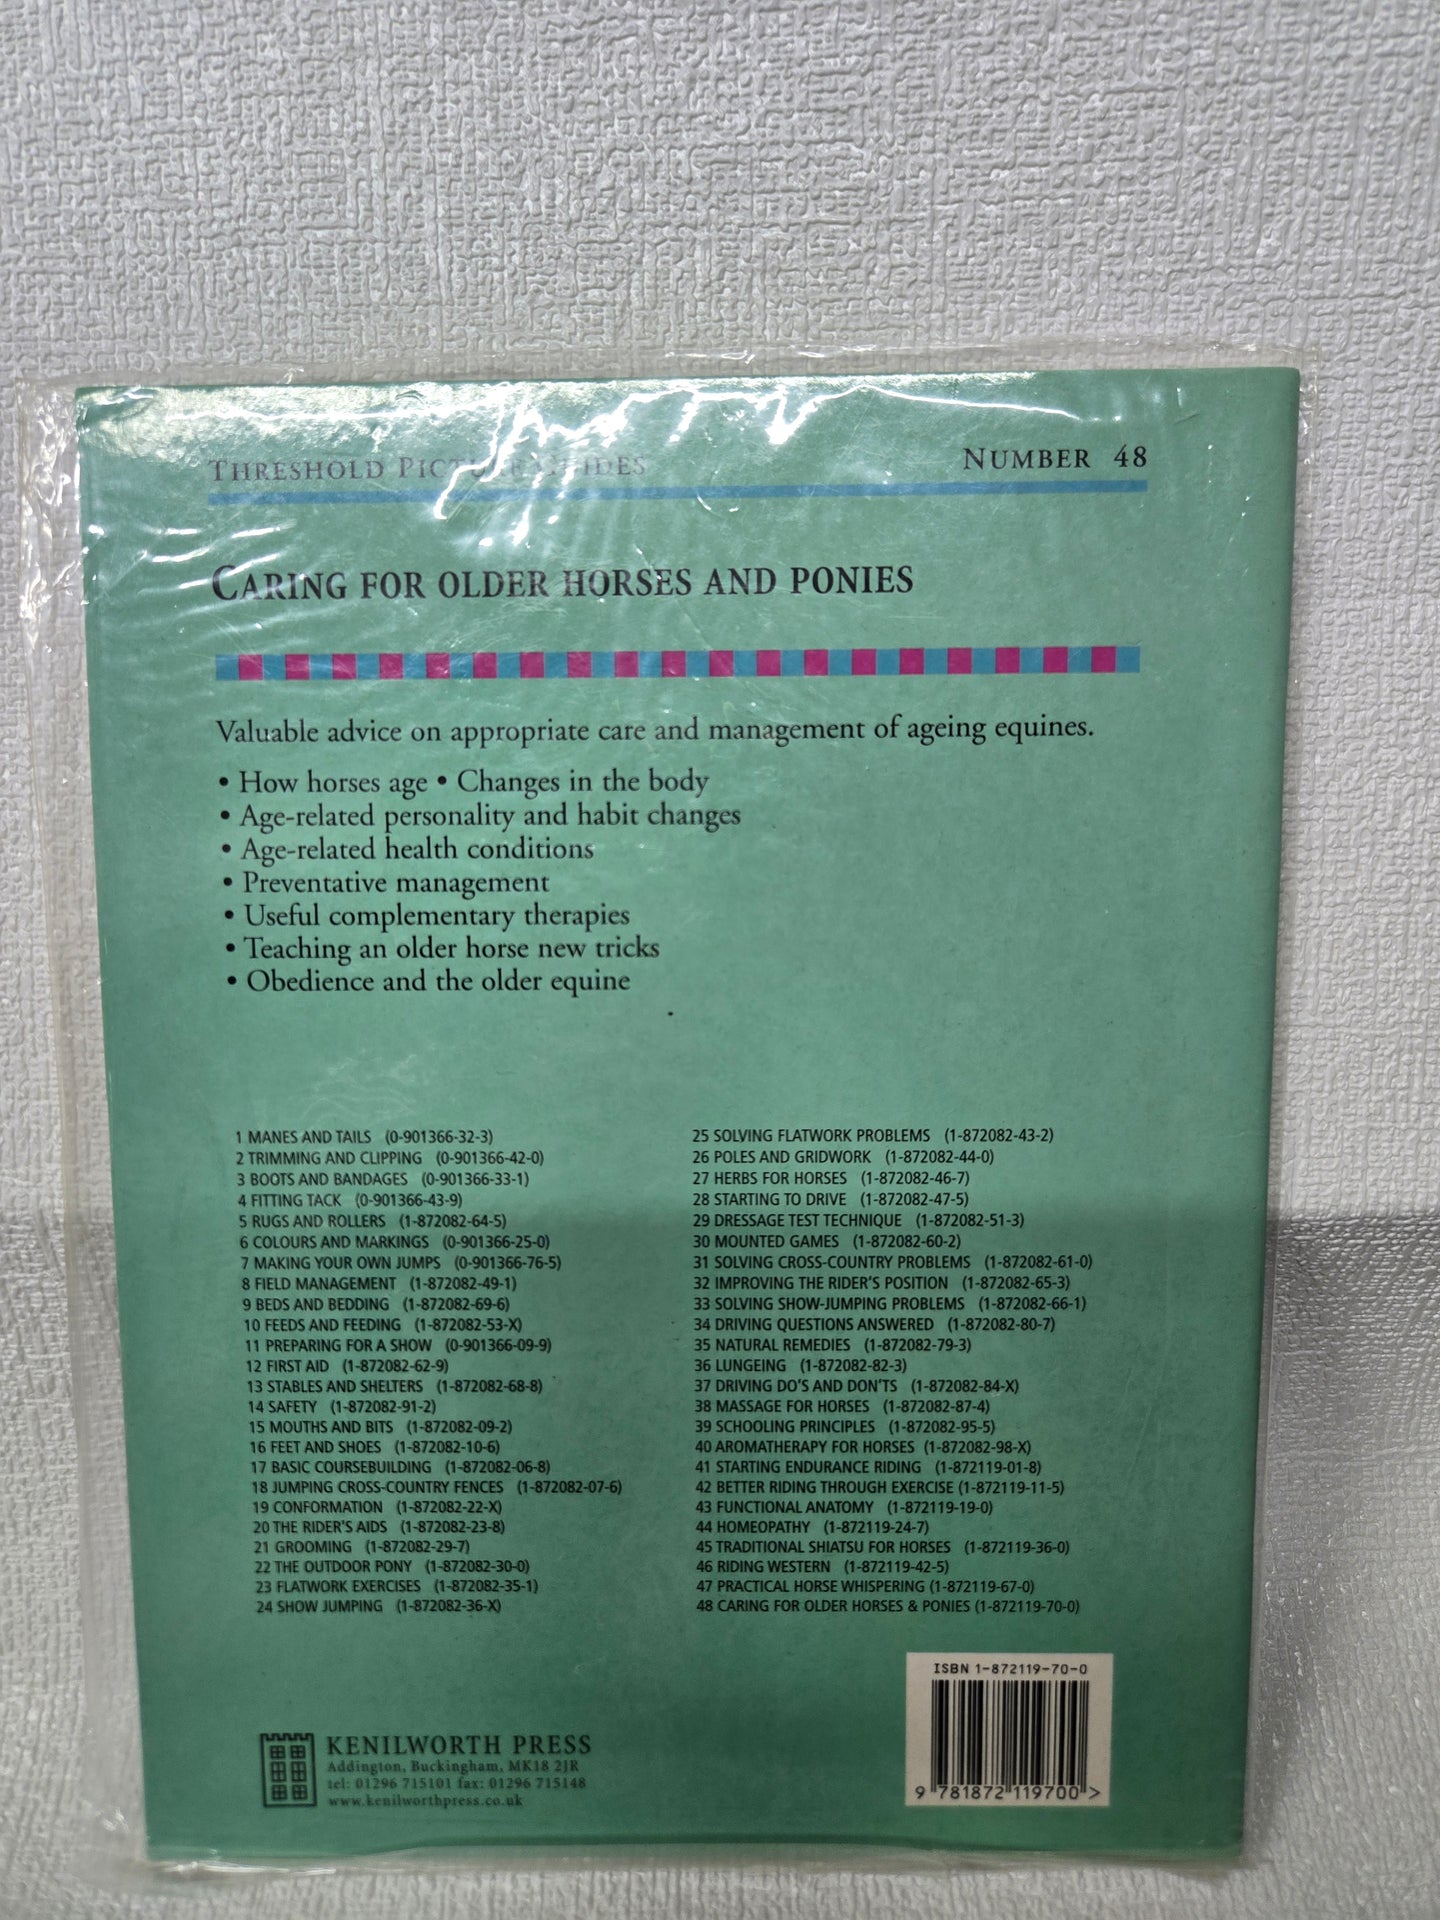 THRESHOLD PICTURE GUIDES
NUMBER 48
CARING FOR OLDER HORSES AND PONIES
Valuable advice on appropriate care and management of ageing equines.
• How horses age • Changes in the body
• Age-related personality and habit changes
• Age-related health conditions
• Preventative management
• Useful complementary therapies
• Teaching an older horse new tricks
• Obedience and the older equine
1 MANES AND TAILS (0-901366-32-3)
2 TRIMMING AND CLIPPING (0-901366-42-0)
3 BOOTS AND BANDAGES (0-901366-33-1)
4 FITTING TACK (0-901366-43-9)
5 RUGS AND ROLLERS (1-872082-64-5)
6 COLOURS AND MARKINGS (0-901366-25-0)
7 MAKING YOUR OWN JUMPS (0-901366-76-5)
8 FIELD MANAGEMENT (1-872082-49-1)
9 BEDS AND BEDDING (1-872082-69-6)
10 FEEDS AND FEEDING (1-872082-53-X)
11 PREPARING FOR A SHOW (0-901366-09-9)
12 FIRST AID (1-872082-62-9)
13 STABLES AND SHELTERS (1-872082-68-8)
14 SAFETY (1-872082-91-2)
15 MOUTHS AND BITS (1-872082-09-2)
16 FEET AND SHOES (1-872082-10-6)
17 BASIC COURSEBUILDING (1-872082-06-8)
18 JUMPING CROSS-COUNTRY FENCES (1-872082-07-6)
19 CONFORMATION (1-872082-22-X)
20 THE RIDER'S AIDS (1-872082-23-8)
21 GROOMING (1-872082-29-7)
22 THE OUTDOOR PONY (1-872082-30-0)
23 FLATWORK EXERCISES (1-872082-35-1)
24 SHOW JUMPING (1-872082-36-X)
25 SOLVING FLATWORK PROBLEMS (1-872082-43-2)
26 POLES AND GRIDWORK (1-872082-44-0)
27 HERBS FOR HORSES (1-872082-46-7)
28 STARTING TO DRIVE (1-872082-47-5)
29 DRESSAGE TEST TECHNIQUE (1-872082-51-3)
30 MOUNTED GAMES (1-872082-60-2)
31 SOLVING CROSS-COUNTRY PROBLEMS (1-872082-61-0)
32 IMPROVING THE RIDER'S POSITION (1-872082-65-3)
33 SOLVING SHOW-JUMPING PROBLEMS (1-872082-66-1)
34 DRIVING QUESTIONS ANSWERED (1-872082-80-7)
35 NATURAL REMEDIES (1-872082-79-3)
36 LUNGEING (1-872082-82-3)
37 DRIVING DO'S AND DON'TS (1-872082-84-X)
38 MASSAGE FOR HORSES (1-872082-87-4)
39 SCHOOLING PRINCIPLES (1-872082-95-5)
40 AROMATHERAPY FOR HORSES (1-872082-98-X)
41 STARTING ENDURANCE RIDING (1-872119-01-8)
42 BETTER RIDING THROUGH EXERCISE (1-872119-11-5)
43 FUNCTIONAL ANATOMY (1-872119-19-0)
44 HOMEOPATHY (1-872119-24-7)
45 TRADITIONAL SHIATSU FOR HORSES (1-872119-36-0)
46 RIDING WESTERN (1-872119-42-5)
47 PRACTICAL HORSE WHISPERING (1-872119-67-0)
48 CARING FOR OLDER HORSES & PONIES (1-872119-70-0)
KENILWORTH PRESS
Addington, Buckingham, MK18 2JR
tel: 01296 715101 fax: 01296 715148
www.kenilworthpress.co.uk
ISBN 1-872119-70-0
9 781872 119700 >